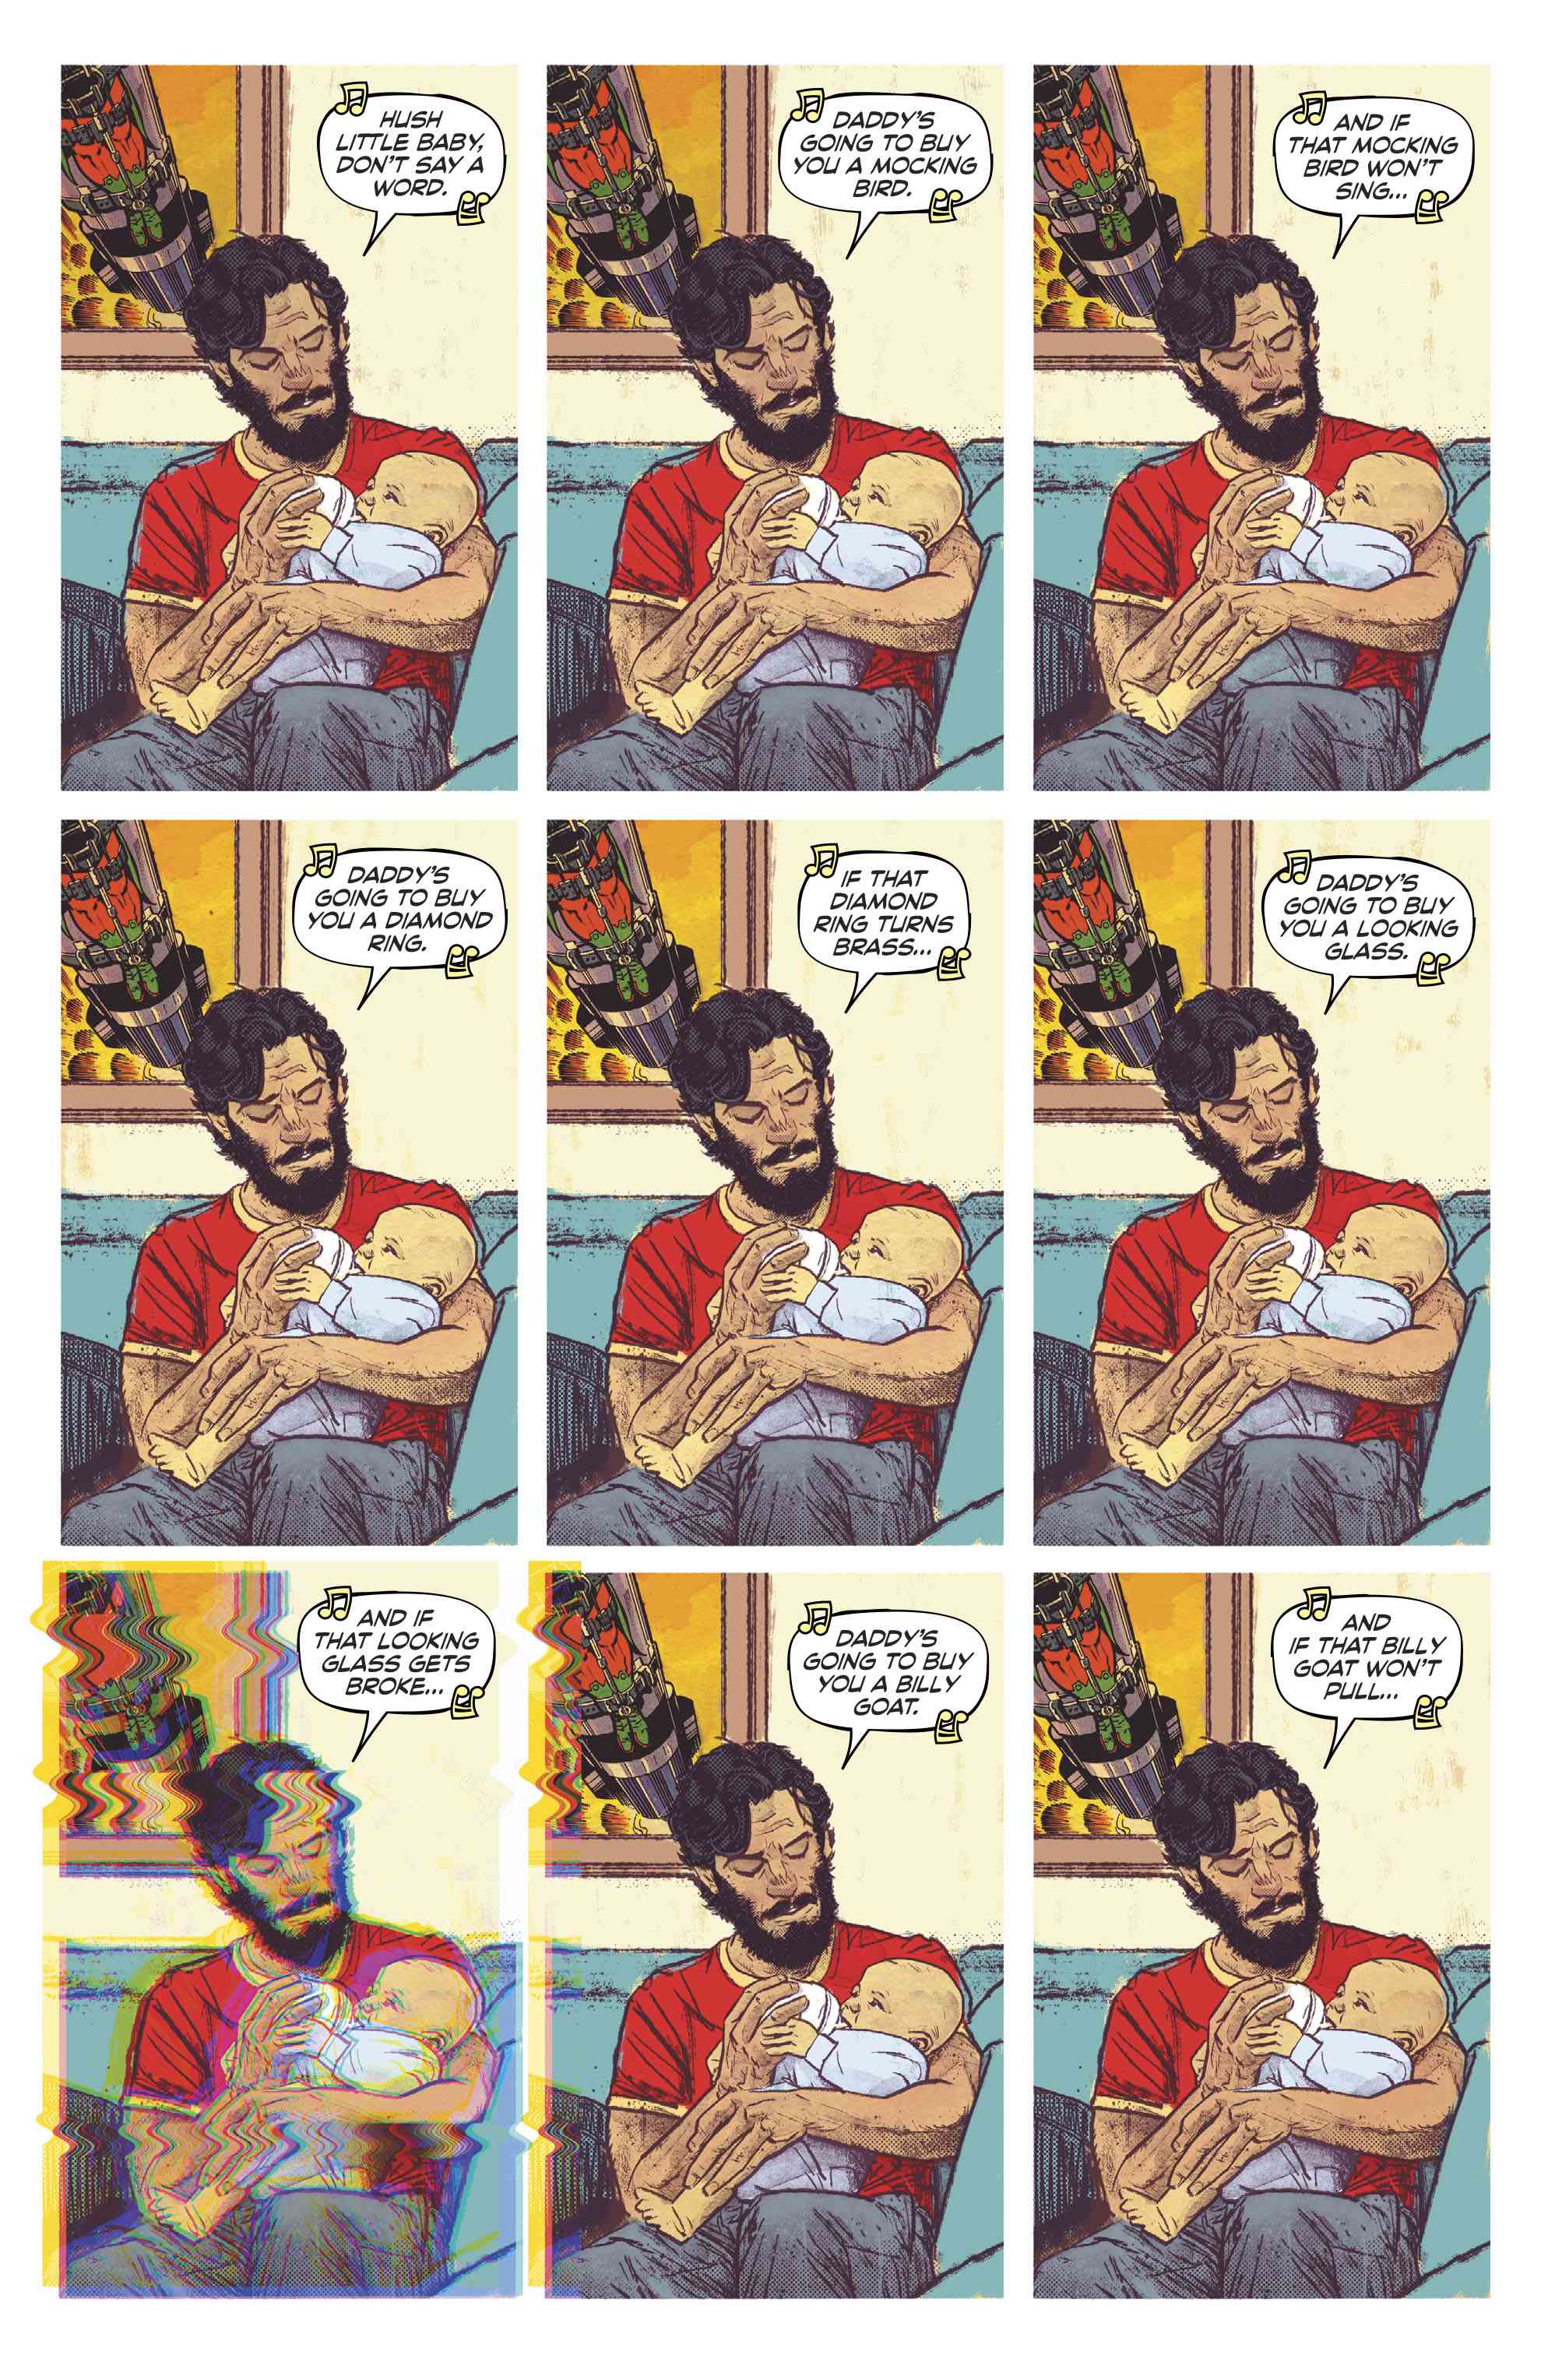 HUSH
LITTLE BABY,
DON'T SAY A
WORD.
DADDY'S
GOING TO BUY
YOU A MOCKING
BIRD.
AND IF
THAT MOCKING
BIRD WON'T
SING...
DADDY'S
GOING TO BUY
YOU A DIAMOND
RING.
IF THAT
DIAMOND
RING TURNS
BRASS...
DADDY'S
GOING TO BUY
YOU A LOOKING
GLASS.
AND IF
THAT LOOKING
GLASS GETS
BROKE...
DADDY'S
GOING TO BUY
YOU A BILLY
GOAT.
AND
IF THAT BILLY
GOAT WON'T
PULL...